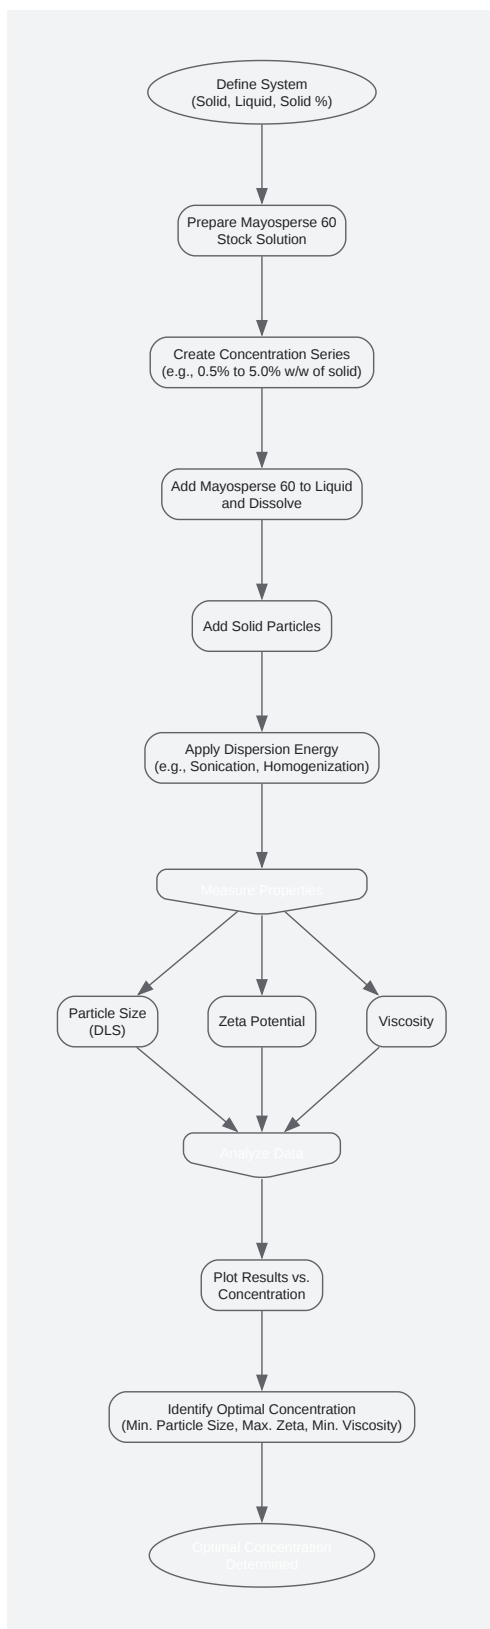 Define System
(Solid, Liquid, Solid %)
Prepare Mayosperse 60
Stock Solution
Create Concentration Series
(e.g., 0.5% to 5.0% w/w of solid)
Add Mayosperse 60 to Liquid
and Dissolve
Add Solid Particles
Apply Dispersion Energy
(e.g., Sonication, Homogenization)
Measure Properties
Particle Size
(DLS)
Zeta Potential
Viscosity
Analyze Data
Plot Results vs.
Concentration
Identify Optimal Concentration
(Min. Particle Size, Max. Zeta, Min. Viscosity)
Optimal Concentration
Determined